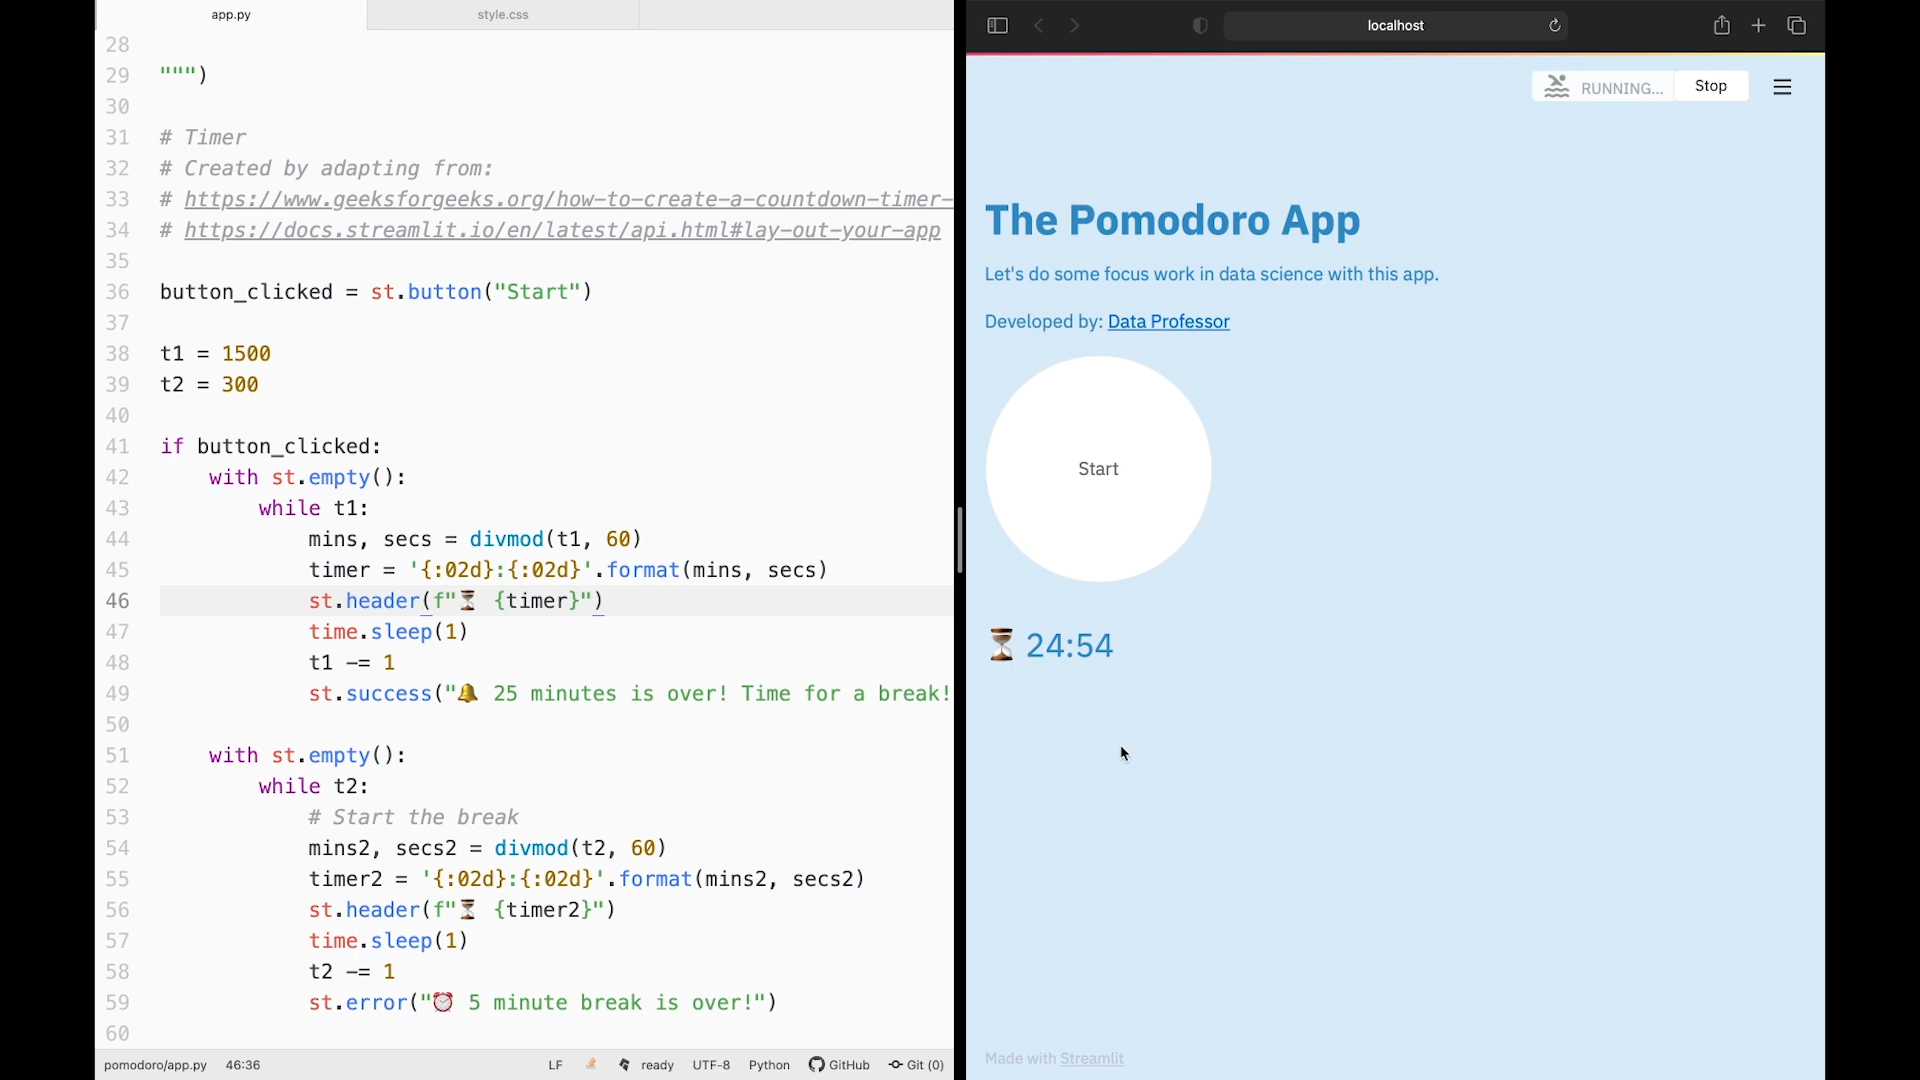 app.py
style.css
28
29 """)
30
31 # Timer
32 # Created by adapting from:
33 # https://www.geeksforgeeks.org/how-to-create-a-countdown-timer-
34 # https://docs.streamlit.io/en/latest/api.html#lay-out-your-app
35
36 button_clicked = st.button("Start")
37
38 t1 = 1500
39 t2 = 300
40
41 if button_clicked:
42 with st.empty():
43 while t1:
44 mins, secs = divmod(t1, 60)
45 timer = '{:02d}:{:02d}'.format(mins, secs)
46 st.header(f"⏳ {timer}")
47 time.sleep(1)
48 t1 -= 1
49 st.success("🔔 25 minutes is over! Time for a break!
50
51 with st.empty():
52 while t2:
53 # Start the break
54 mins2, secs2 = divmod(t2, 60)
55 timer2 = '{:02d}:{:02d}'.format(mins2, secs2)
56 st.header(f"⏳ {timer2}")
57 time.sleep(1)
58 t2 -= 1
59 st.error("⏰ 5 minute break is over!")
60
pomodoro/app.py 46:36 LF ready UTF-8 Python GitHub Git (0)
localhost
RUNNING... Stop
The Pomodoro App
Let's do some focus work in data science with this app.
Developed by: Data Professor
Start
⏳ 24:54
Made with Streamlit